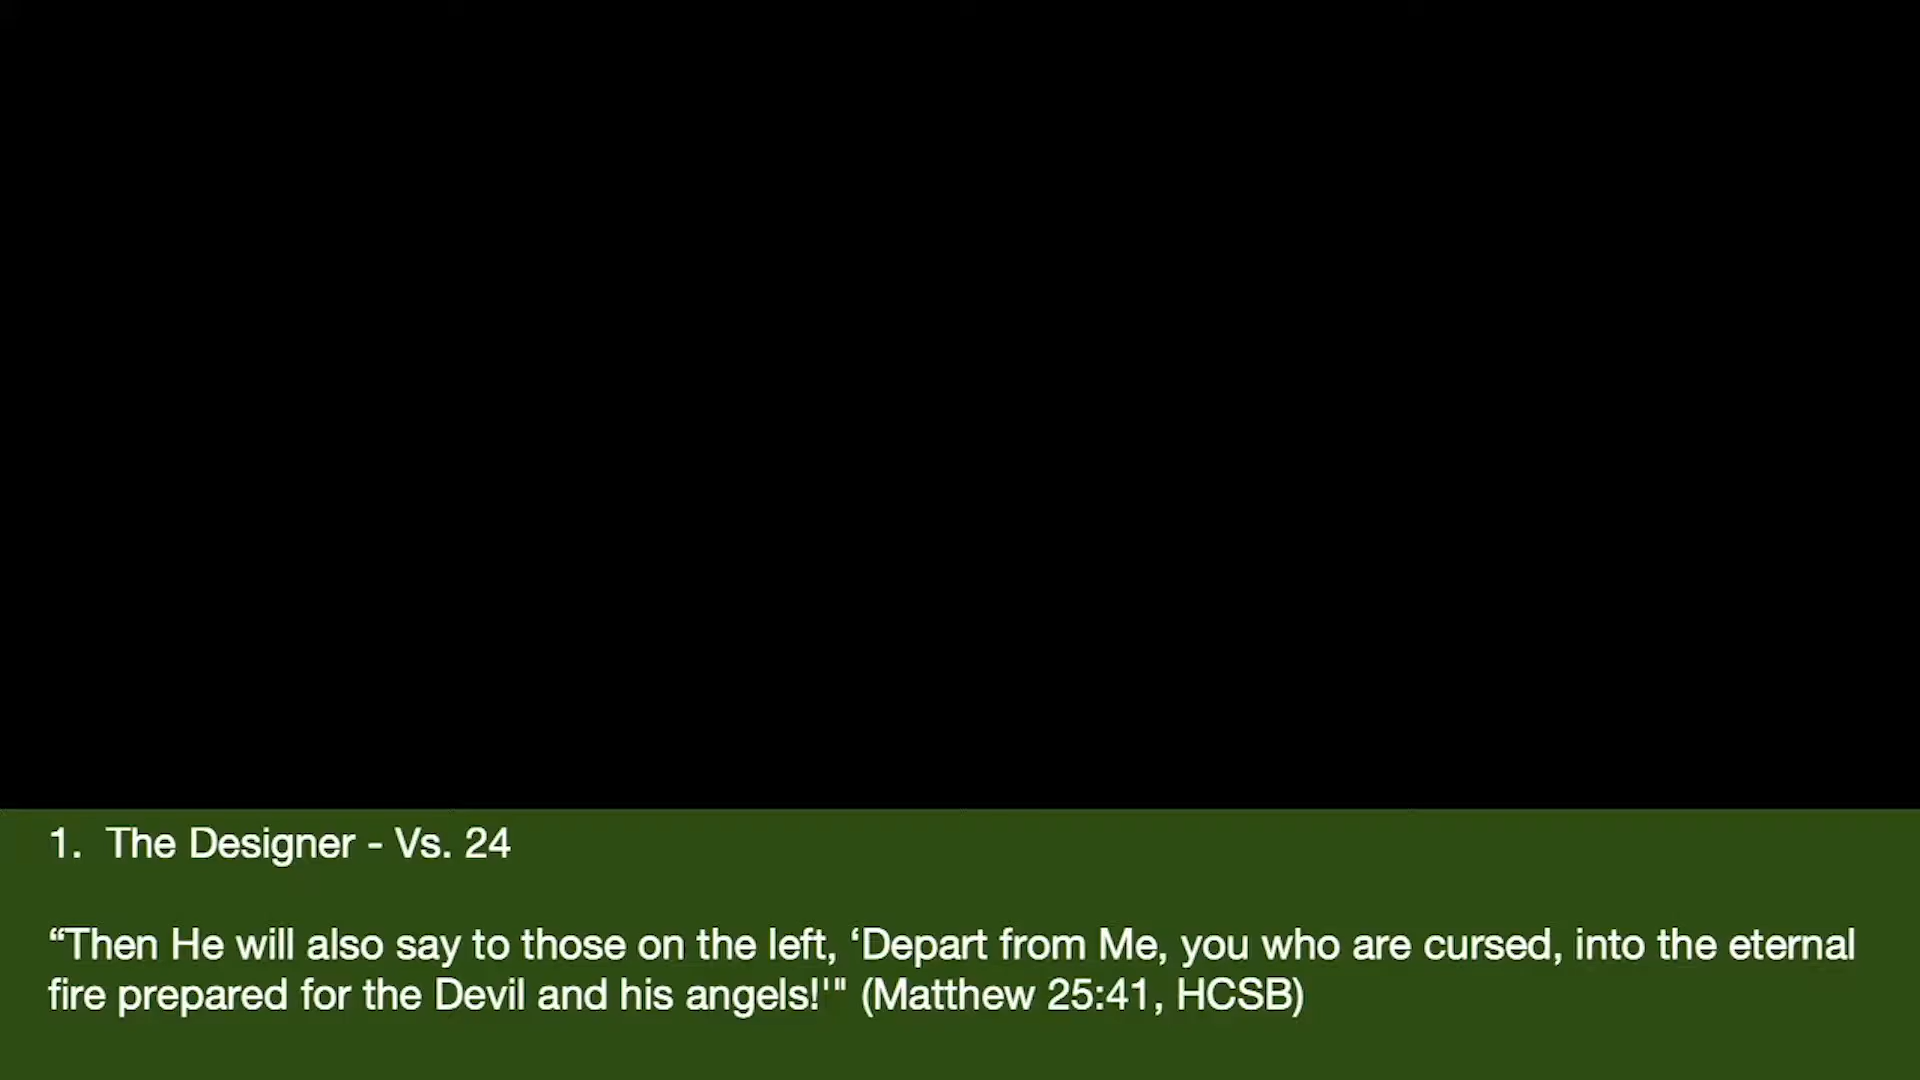 1.  The Designer - Vs. 24
“Then He will also say to those on the left, ‘Depart from Me, you who are cursed, into the eternal
fire prepared for the Devil and his angels!'" (Matthew 25:41, HCSB)